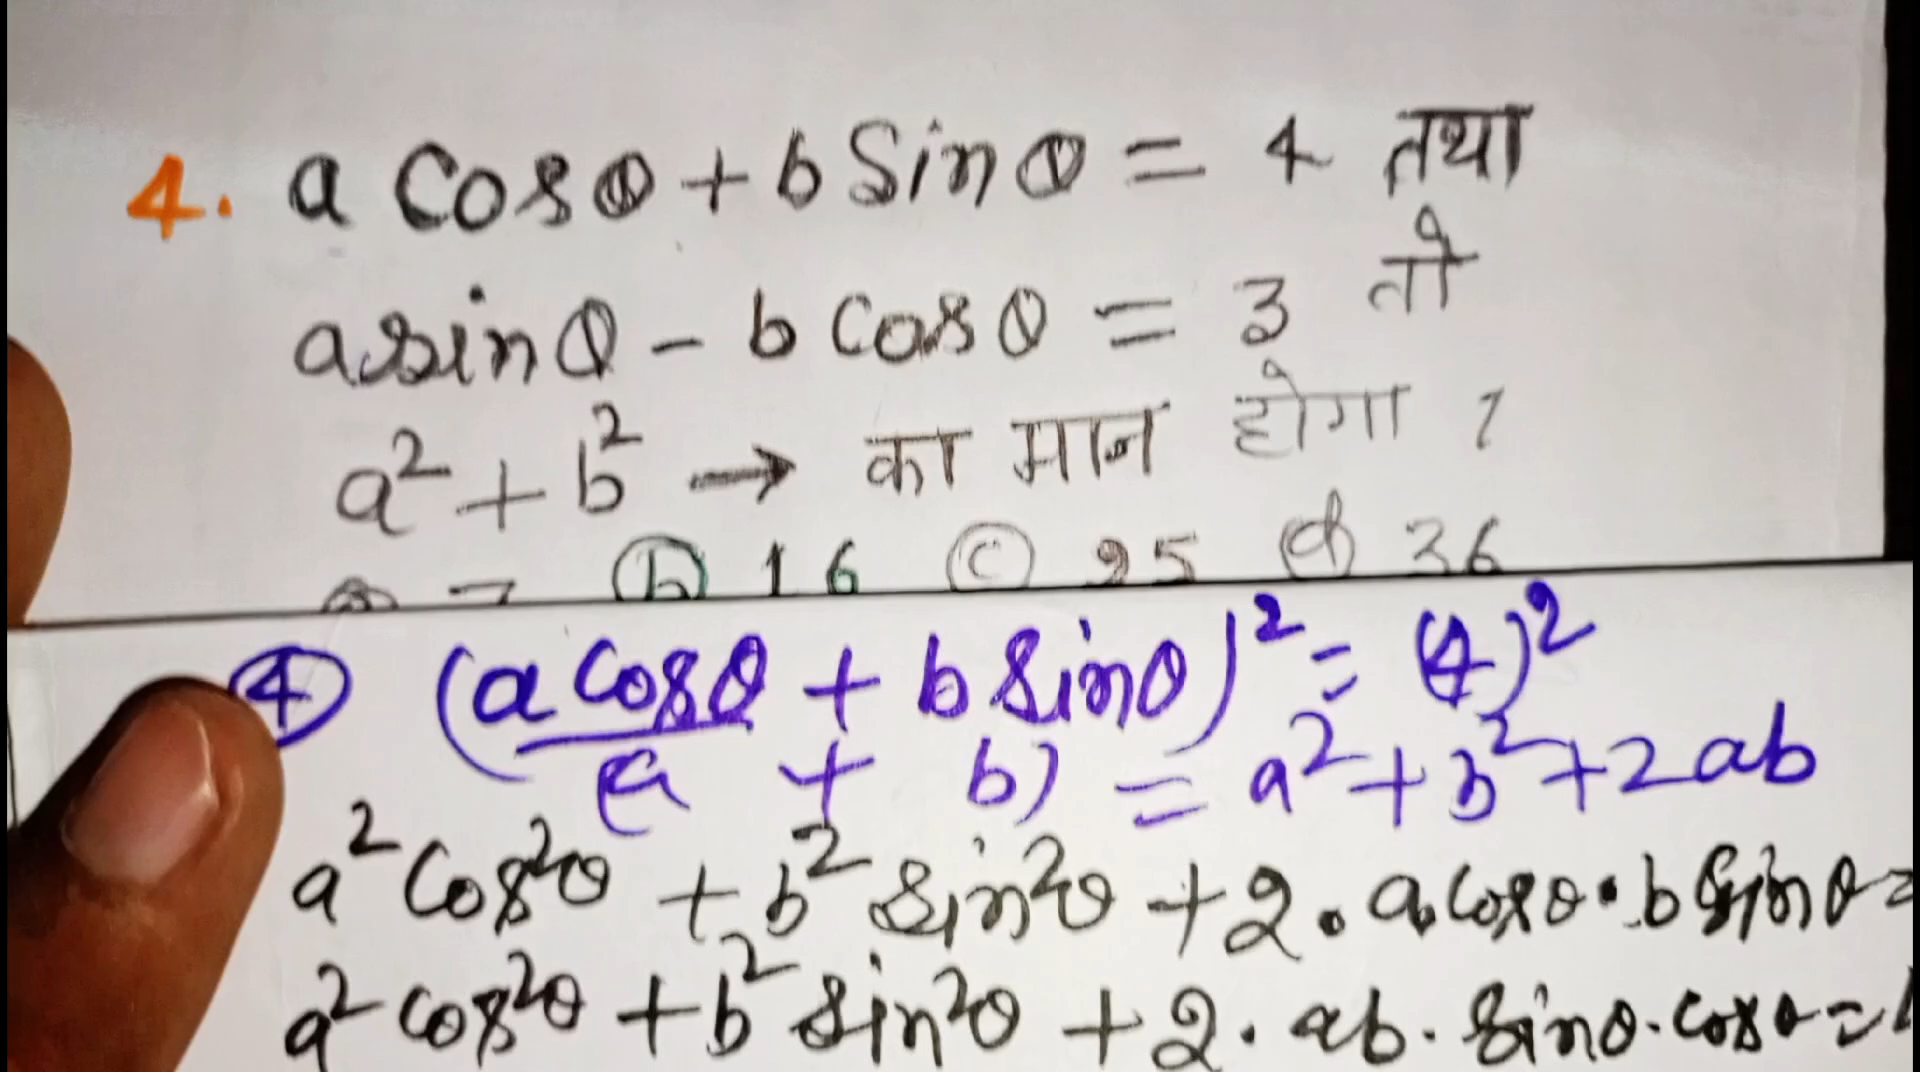 4. a cosθ + b sinθ = 4 तथा
a sinθ - b cosθ = 3 तो
a² + b² → का मान होगा ?
(a) 7 (b) 16 (c) 25 (d) 36
④ (a cosθ + b sinθ)² = (4)²
(a + b) = a² + b² + 2ab
a² cos²θ + b² sin²θ + 2 . a cosθ . b sinθ =
a² cos²θ + b² sin²θ + 2 . ab . sinθ . cosθ =